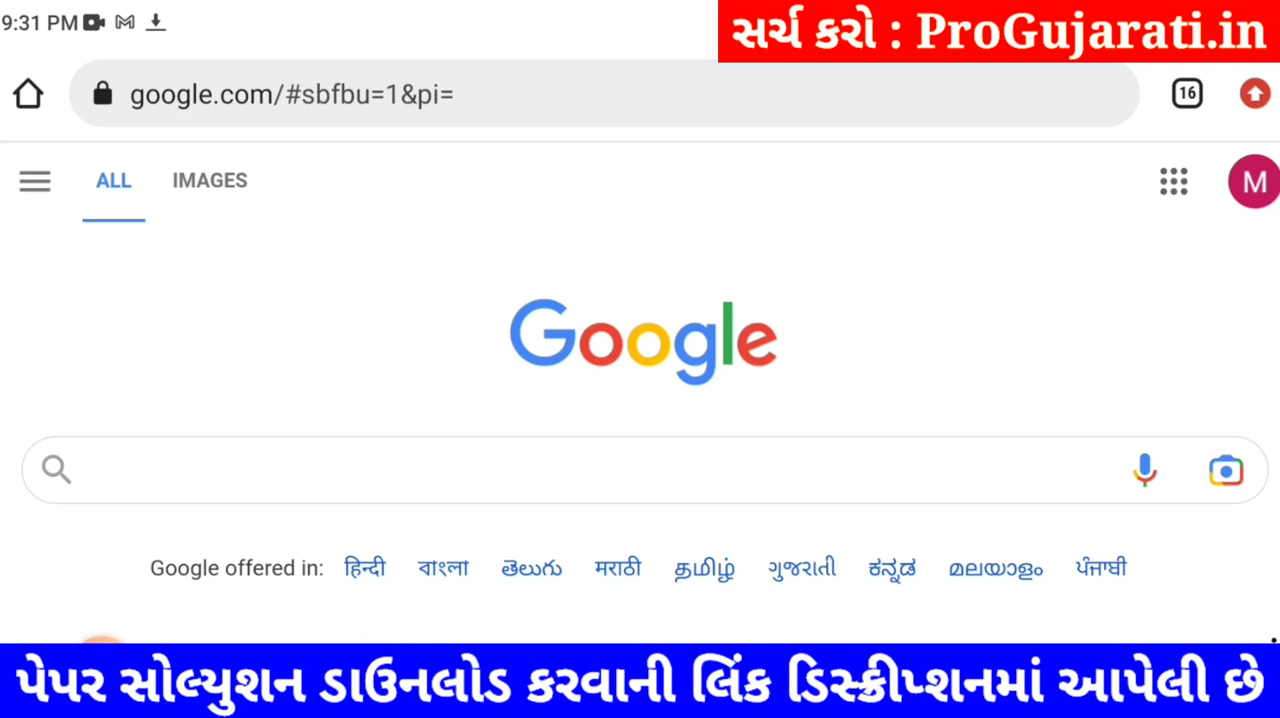 9:31 PM
સર્ચ કરો : ProGujarati.in
google.com/#sbfbu=1&pi=
16
ALL IMAGES
M
Google
Google offered in: हिन्दी বাংলা తెలుగు मराठी தமிழ் ગુજરાતી ಕನ್ನಡ മലയാളം ਪੰਜਾਬੀ
પેપર સોલ્યુશન ડાઉનલોડ કરવાની લિંક ડિસ્ક્રીપ્શનમાં આપેલી છે